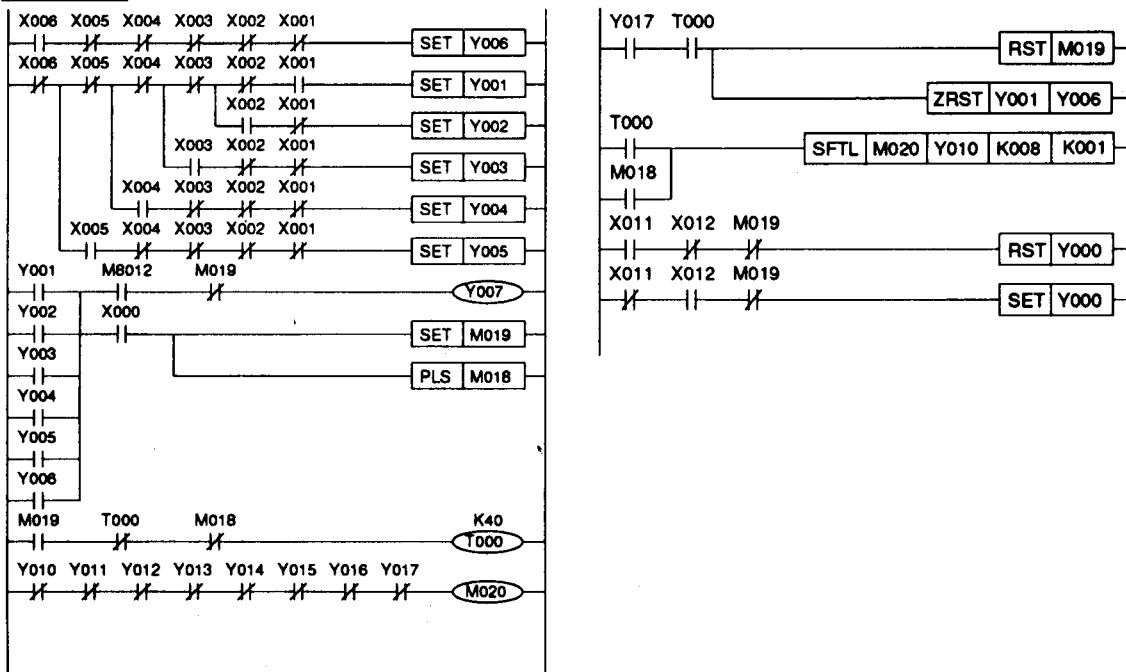 X006 X005 X004 X003 X002 X001
SET Y006
X006 X005 X004 X003 X002 X001
SET Y001
X002 X001
SET Y002
X003 X002 X001
SET Y003
X004 X003 X002 X001
SET Y004
X005 X004 X003 X002 X001
SET Y005
Y001 M8012 M019
Y007
Y002 X000
SET M019
Y003
PLS M018
Y004
Y005
Y006
M019 T000 M018 K40
T000
Y010 Y011 Y012 Y013 Y014 Y015 Y016 Y017
M020
Y017 T000
RST M019
ZRST Y001 Y006
T000
SFTL M020 Y010 K008 K001
M018
X011 X012 M019
RST Y000
X011 X012 M019
SET Y000